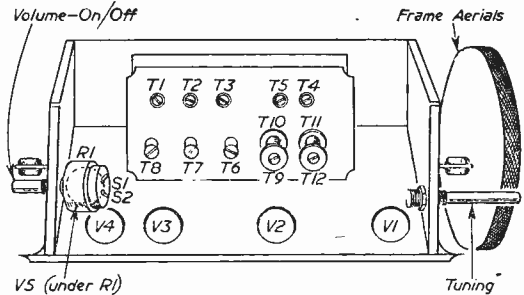 Volume-On/Off
Frame Aerials
T1 T2 T3 T5 T4
T10 T11
T8 T7 T6 T9-T12
R1
S1
S2
V4 V3 V2 V1
VS (under R1)
Tuning